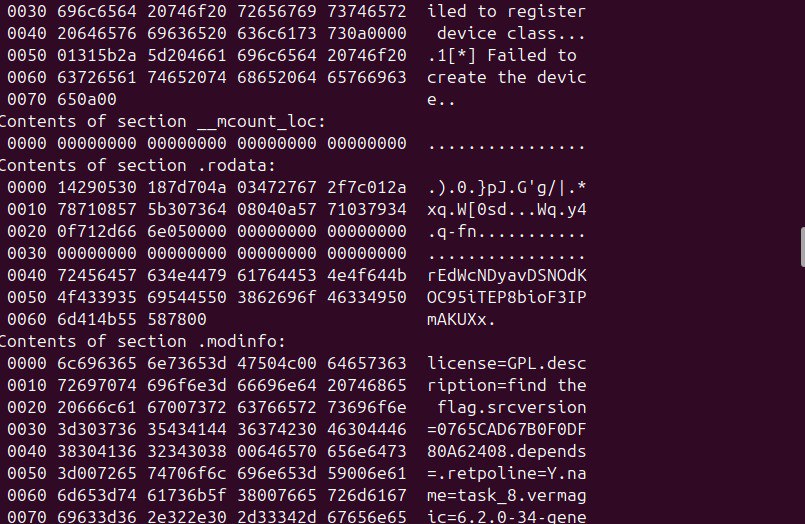 0030 696c6564 20746f20 72656769 73746572  iled to register
0040 20646576 69636520 636c6173 730a0000   device class...
0050 01315b2a 5d204661 696c6564 20746f20  .1[*] Failed to 
0060 63726561 74652074 68652064 65766963  create the devic
0070 650a00                               e..
Contents of section __mcount_loc:
0000 00000000 00000000 00000000 00000000  ................
Contents of section .rodata:
0000 14290530 187d704a 03472767 2f7c012a  .).0.}pJ.G'g/|.*
0010 78710857 5b307364 08040a57 71037934  xq.W[0sd...Wq.y4
0020 0f712d66 6e050000 00000000 00000000  .q-fn...........
0030 00000000 00000000 00000000 00000000  ................
0040 72456457 634e4479 61764453 4e4f644b  rEdWcNDyavDSNOdK
0050 4f433935 69544550 3862696f 46334950  OC95iTEP8bioF3IP
0060 6d414b55 587800                      mAKUXx.
Contents of section .modinfo:
0000 6c696365 6e73653d 47504c00 64657363  license=GPL.desc
0010 72697074 696f6e3d 66696e64 20746865  ription=find the
0020 20666c61 67007372 63766572 73696f6e   flag.srcversion
0030 3d303736 35434144 36374230 46304446  =0765CAD67B0F0DF
0040 38304136 32343038 00646570 656e6473  80A62408.depends
0050 3d007265 74706f6c 696e653d 59006e61  =.retpoline=Y.na
0060 6d653d74 61736b5f 38007665 726d6167  me=task_8.vermag
0070 69633d36 2e322e30 2d33342d 67656e65  ic=6.2.0-34-gene